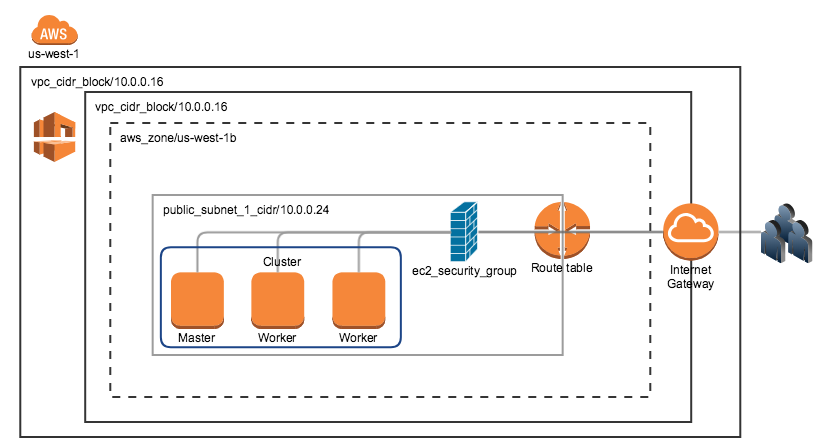 AWS
us-west-1
vpc_cidr_block/10.0.0.16
vpc_cidr_block/10.0.0.16
aws_zone/us-west-1b
public_subnet_1_cidr/10.0.0.24
ec2_security_group
Route table
Internet
Gateway
Cluster
Master
Worker
Worker